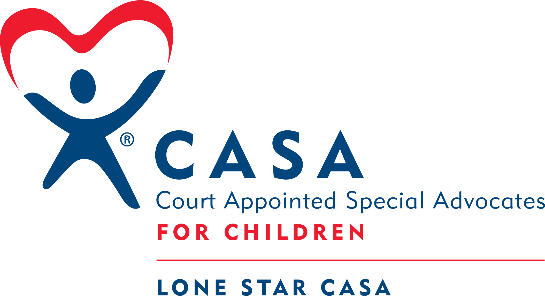 ® CASA
Court Appointed Special Advocates
FOR CHILDREN
LONE STAR CASA